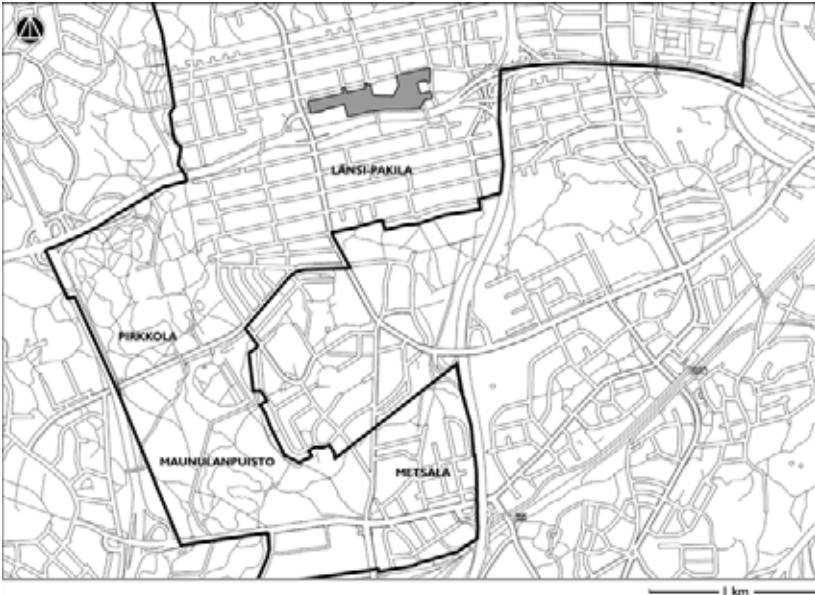 LÄNSI-PAKILA
PIRKKOLA
MAUNULANPUISTO
METSÄLÄ
1 km